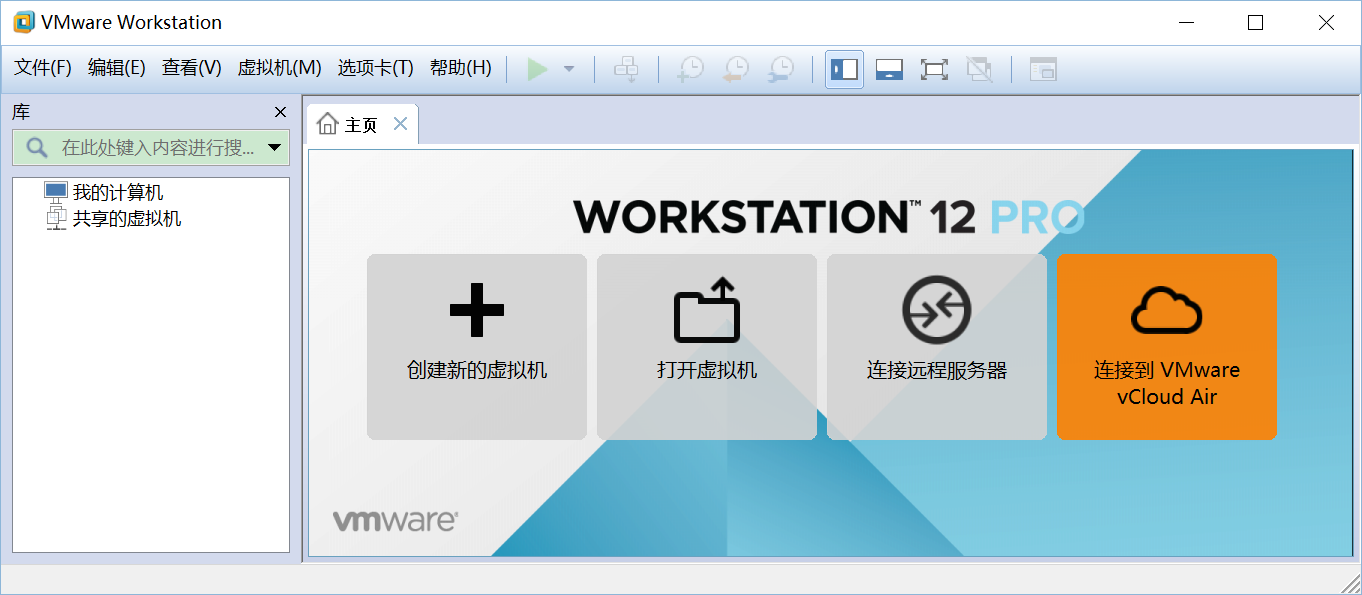 VMware Workstation
文件(F) 编辑(E) 查看(V) 虚拟机(M) 选项卡(T) 帮助(H)
库
在此处键入内容进行搜...
我的计算机
共享的虚拟机
主页
WORKSTATION™ 12 PRO
创建新的虚拟机
打开虚拟机
连接远程服务器
连接到 VMware
vCloud Air
vmware®